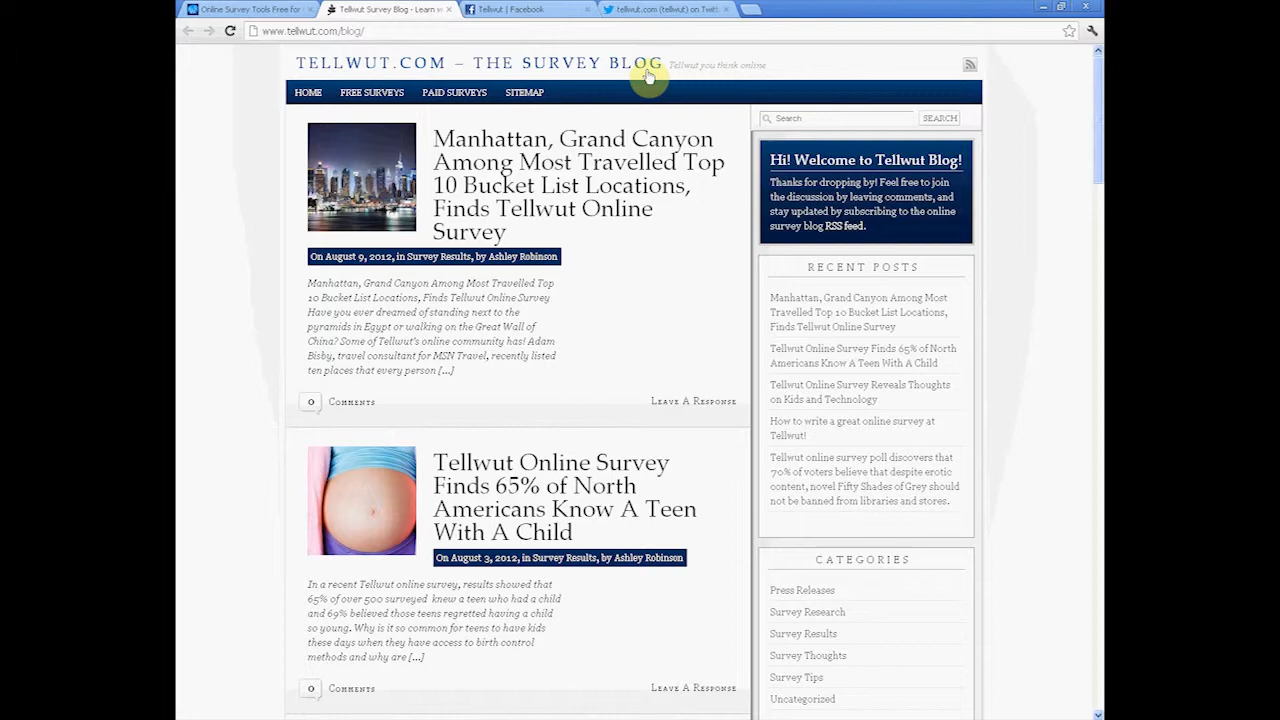 Online Survey Tools Free for
Tellwut Survey Blog - Learn
Tellwut | Facebook
tellwut.com (tellwut) on Twitt
www.tellwut.com/blog/
TELLWUT.COM – THE SURVEY BLOG
Tellwut you think online
HOME FREE SURVEYS PAID SURVEYS SITEMAP
Manhattan, Grand Canyon
Among Most Travelled Top
10 Bucket List Locations,
Finds Tellwut Online
Survey
On August 9, 2012, in Survey Results, by Ashley Robinson
Manhattan, Grand Canyon Among Most Travelled Top
10 Bucket List Locations, Finds Tellwut Online Survey
Have you ever dreamed of standing next to the
pyramids in Egypt or walking on the Great Wall of
China? Some of Tellwut's online community has! Adam
Bisby, travel consultant for MSN Travel, recently listed
ten places that every person [...]
0 Comments
Leave A Response
Tellwut Online Survey
Finds 65% of North
Americans Know A Teen
With A Child
On August 3, 2012, in Survey Results, by Ashley Robinson
In a recent Tellwut online survey, results showed that
65% of over 500 surveyed knew a teen who had a child
and 69% believed those teens regretted having a child
so young. Why is it so common for teens to have kids
these days when they have access to birth control
methods and why are [...]
0 Comments
Leave A Response
Search
SEARCH
Hi! Welcome to Tellwut Blog!
Thanks for dropping by! Feel free to join
the discussion by leaving comments, and
stay updated by subscribing to the online
survey blog RSS feed.
RECENT POSTS
Manhattan, Grand Canyon Among Most
Travelled Top 10 Bucket List Locations,
Finds Tellwut Online Survey
Tellwut Online Survey Finds 65% of North
Americans Know A Teen With A Child
Tellwut Online Survey Reveals Thoughts
on Kids and Technology
How to write a great online survey at
Tellwut!
Tellwut online survey poll discovers that
70% of voters believe that despite erotic
content, novel Fifty Shades of Grey should
not be banned from libraries and stores.
CATEGORIES
Press Releases
Survey Research
Survey Results
Survey Thoughts
Survey Tips
Uncategorized